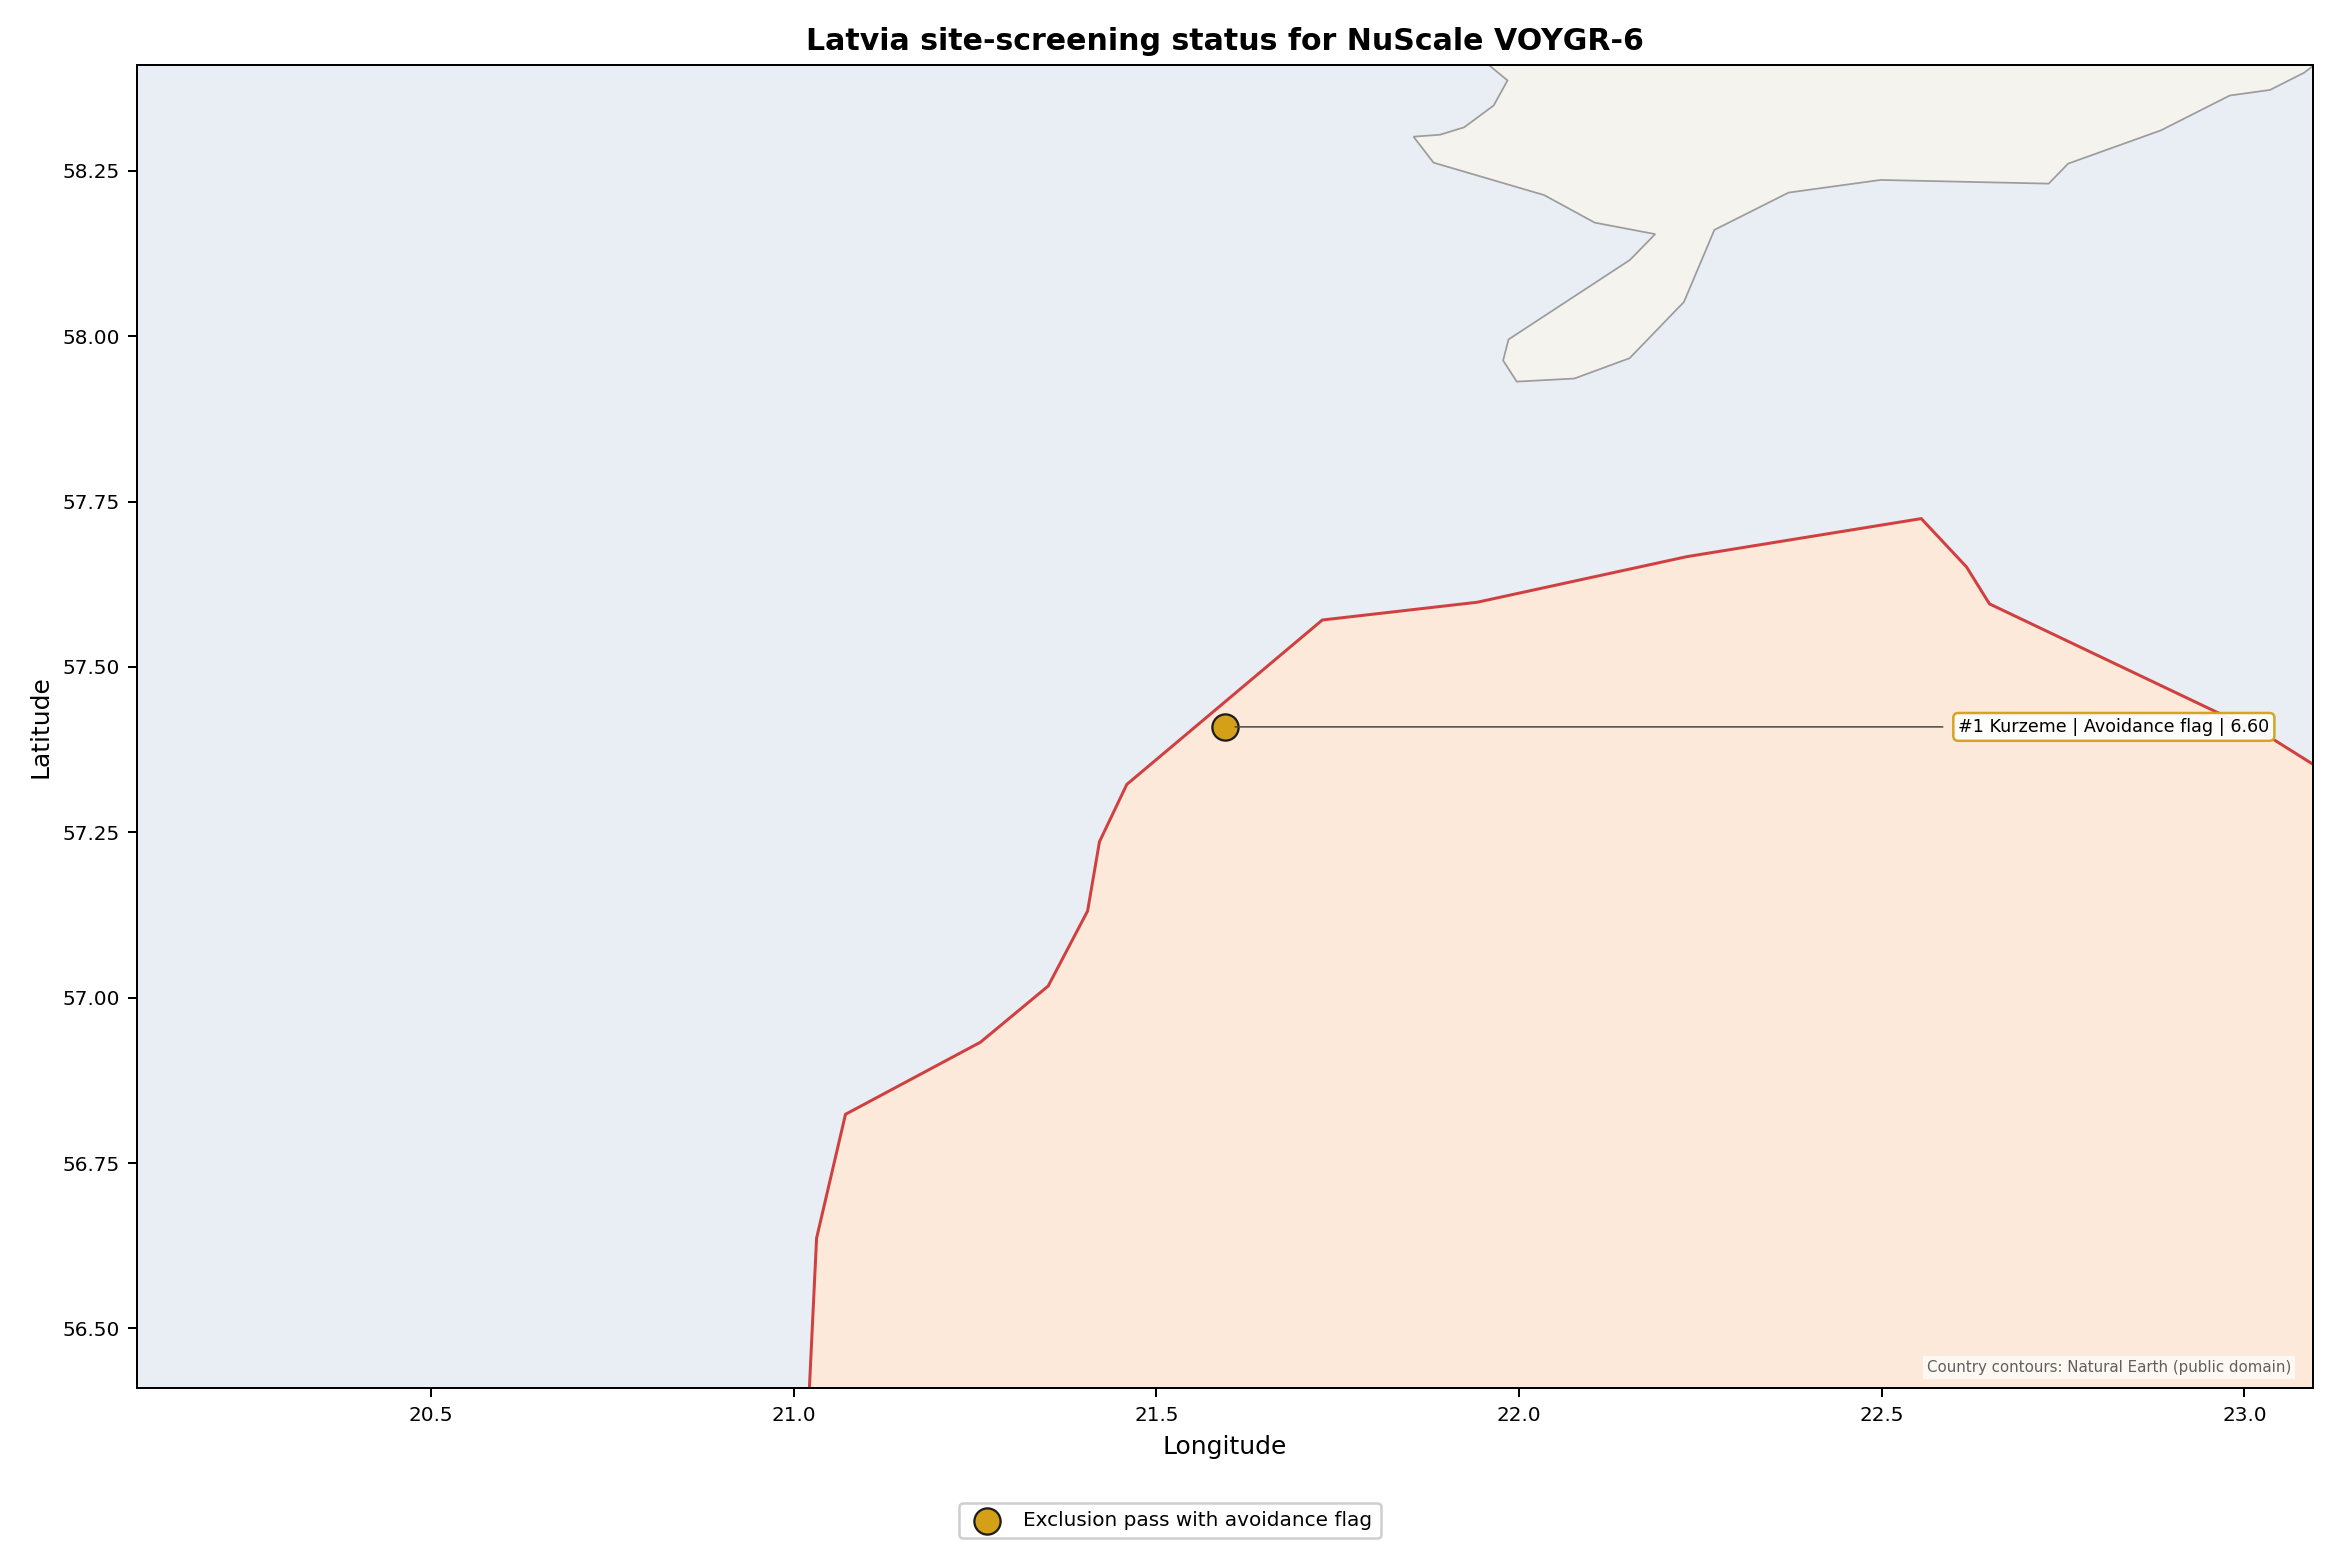 Latvia site-screening status for NuScale VOYGR-6
Latitude
58.25
58.00
57.75
57.50
57.25
57.00
56.75
56.50
#1 Kurzeme | Avoidance flag | 6.60
Country contours: Natural Earth (public domain)
20.5 21.0 21.5 22.0 22.5 23.0
Longitude
Exclusion pass with avoidance flag